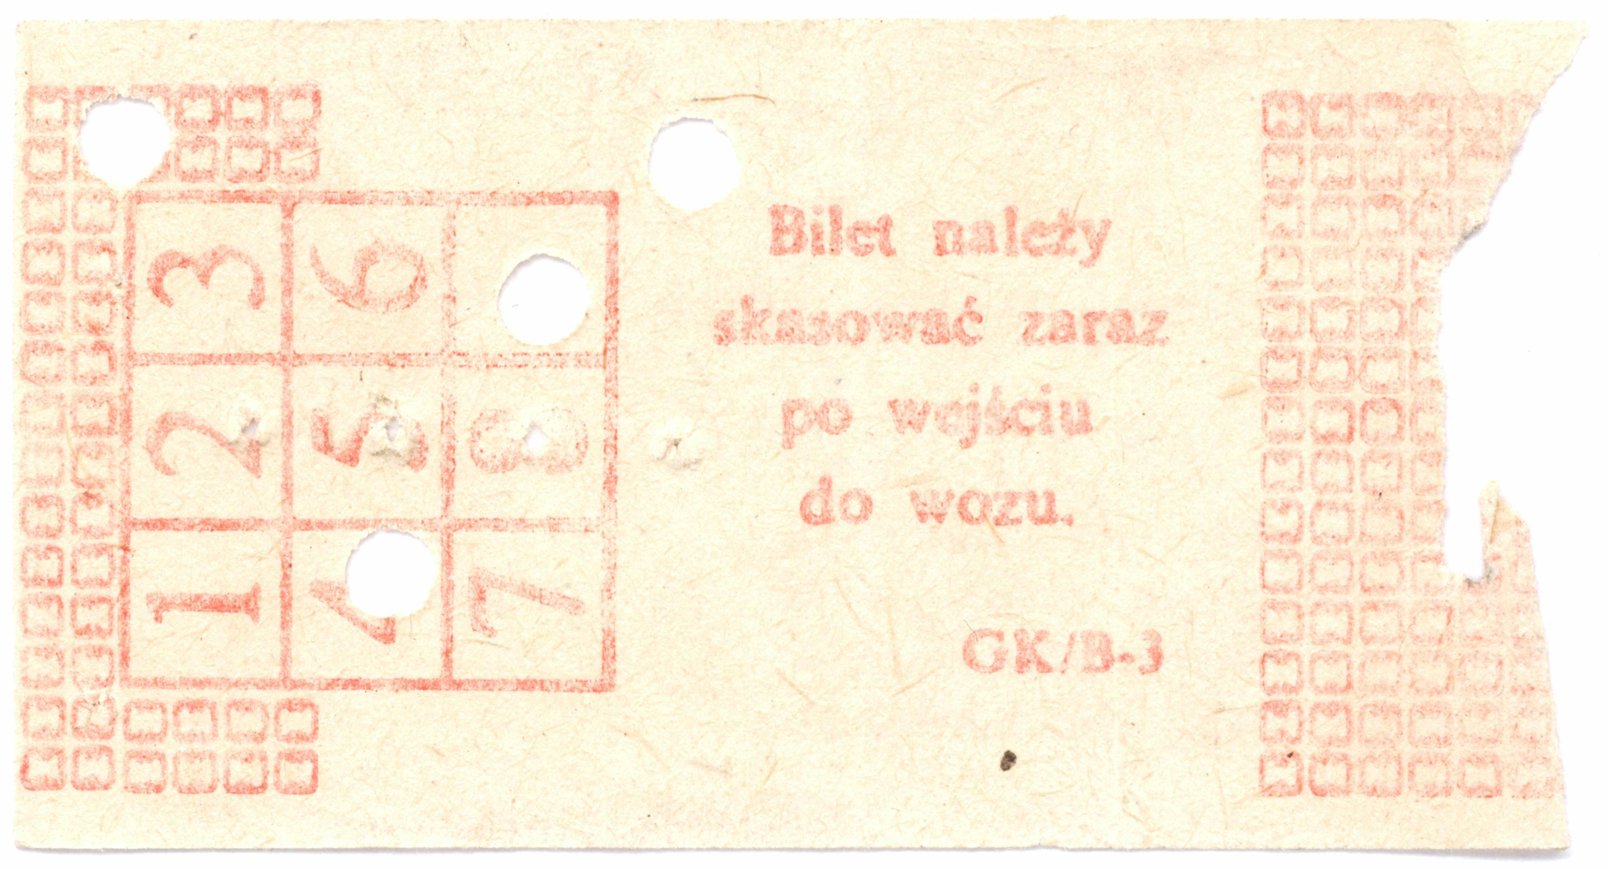 3 6
2 5 8
1 4 7
Bilet należy
skasować zaraz
po wejściu
do wozu.
GK/B-3